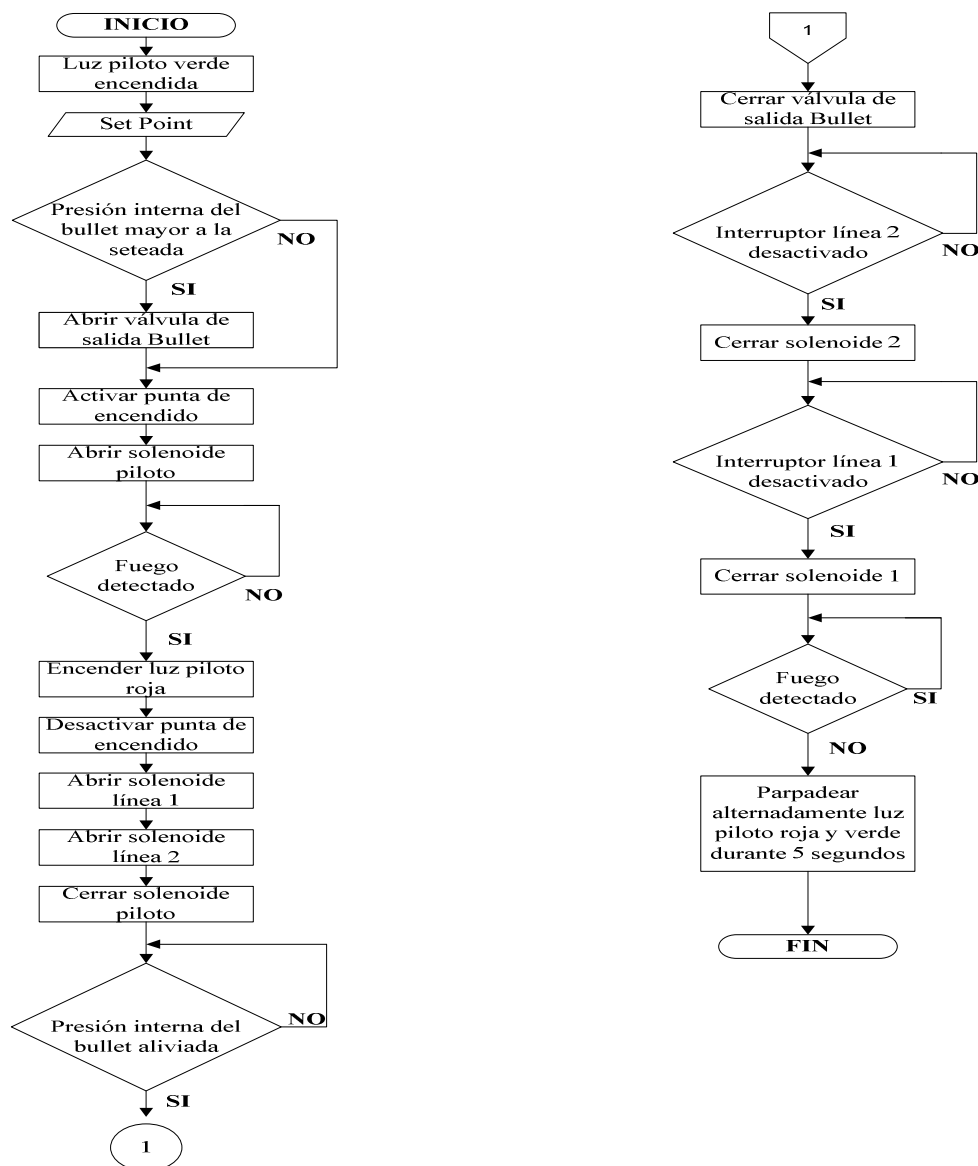 INICIO
Luz piloto verde
encendida
Set Point
Presión interna del
bullet mayor a la
seteada
NO
SI
Abrir válvula de
salida Bullet
Activar punta de
encendido
Abrir solenoide
piloto
Fuego
detectado
NO
SI
Encender luz piloto
roja
Desactivar punta de
encendido
Abrir solenoide
línea 1
Abrir solenoide
línea 2
Cerrar solenoide
piloto
Presión interna del
bullet aliviada
NO
SI
1
1
Cerrar válvula de
salida Bullet
Interruptor línea 2
desactivado
NO
SI
Cerrar solenoide 2
Interruptor línea 1
desactivado
NO
SI
Cerrar solenoide 1
Fuego
detectado
SI
NO
Parpadear
alternadamente luz
piloto roja y verde
durante 5 segundos
FIN